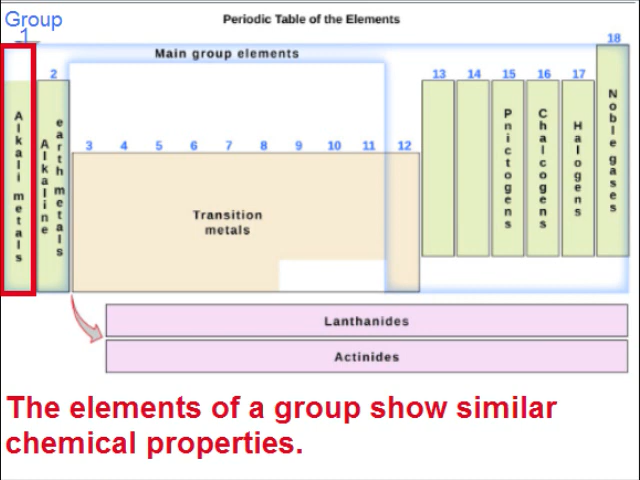 Periodic Table of the Elements
Group
1
18
Main group elements
2
13 14 15 16 17
3 4 5 6 7 8 9 10 11 12
Alkali metals
Alkaline earth metals
Transition
metals
Pnictogens
Chalcogens
Halogens
Noble gases
Lanthanides
Actinides
The elements of a group show similar
chemical properties.